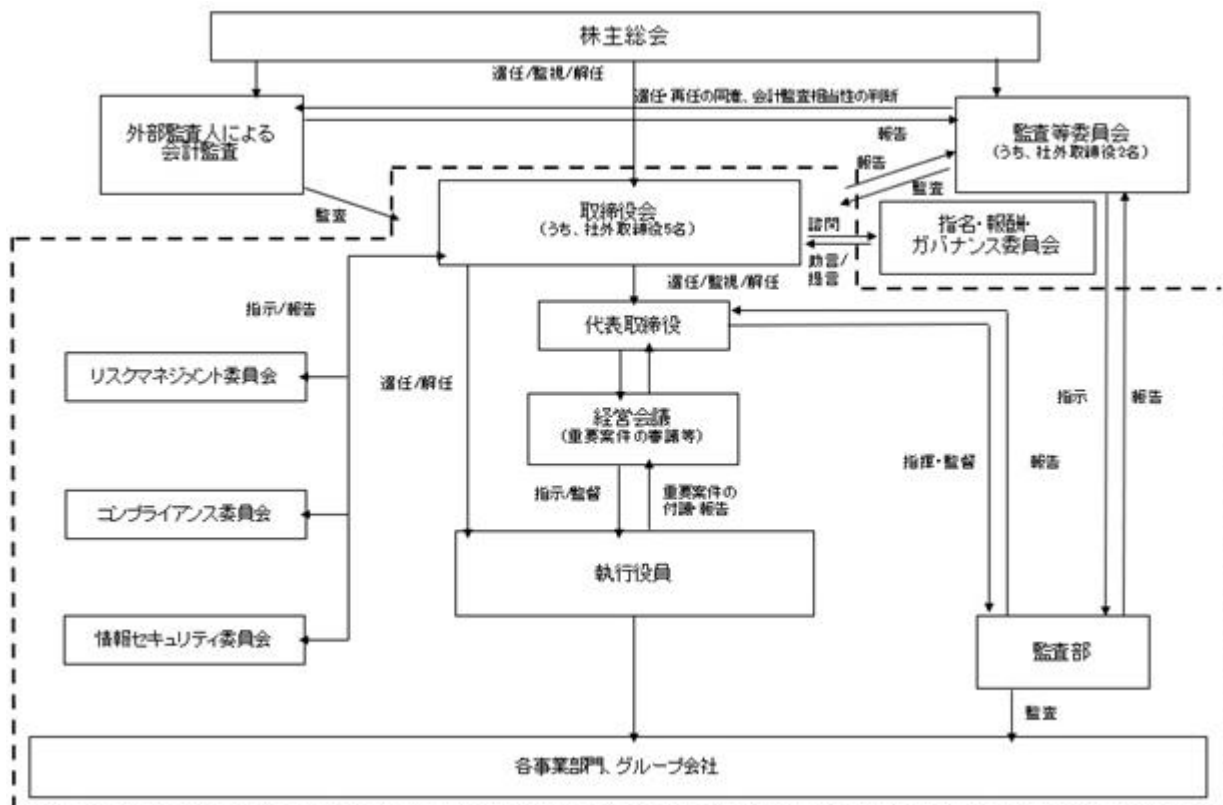 株主総会
選任/監視/解任
選任・再任の同意、会計監査相当性の判断
外部監査人による
会計監査
監査等委員会
(うち、社外取締役2名)
報告
報告
監査
監査
取締役会
(うち、社外取締役5名)
諮問
助言/
提言
指名・報酬・
ガバナンス委員会
選任/監視/解任
指示/報告
代表取締役
リスクマネジメント委員会
選任/解任
経営会議
(重要案件の審議等)
指示
報告
指揮・監督
報告
指示/監督
重要案件の
付議・報告
コンプライアンス委員会
執行役員
情報セキュリティ委員会
監査部
監査
各事業部門、グループ会社